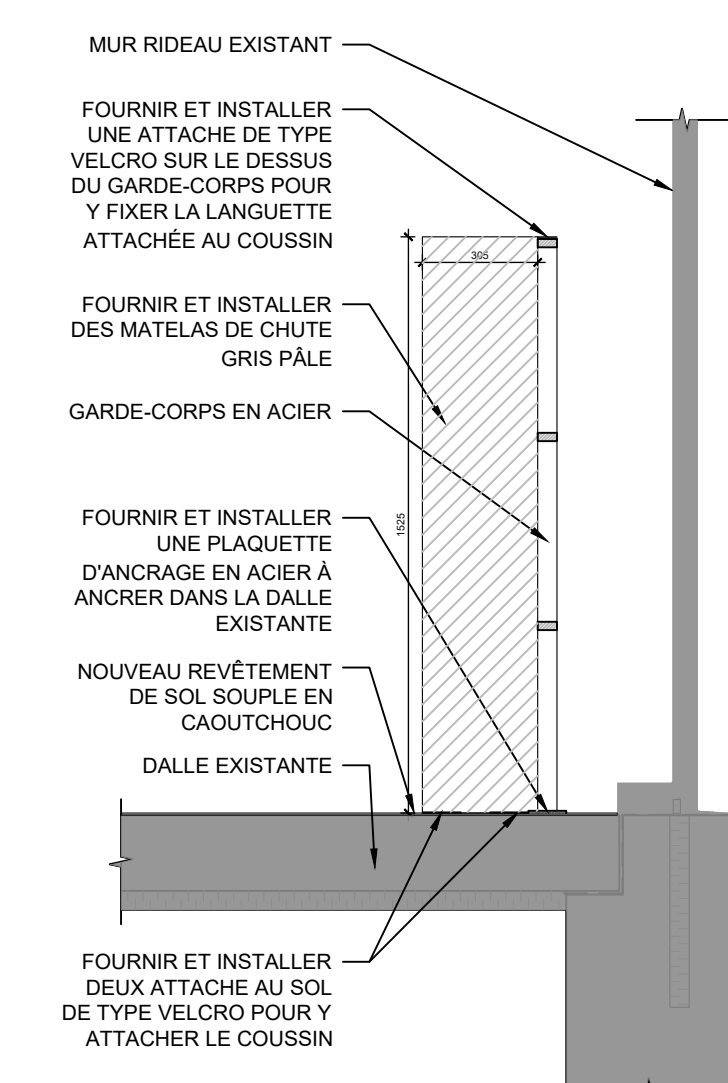 MUR RIDEAU EXISTANT
FOURNIR ET INSTALLER
UNE ATTACHE DE TYPE
VELCRO SUR LE DESSUS
DU GARDE-CORPS POUR
Y FIXER LA LANGUETTE
ATTACHÉE AU COUSSIN
305
FOURNIR ET INSTALLER
DES MATELAS DE CHUTE
GRIS PÂLE
GARDE-CORPS EN ACIER
1525
FOURNIR ET INSTALLER
UNE PLAQUETTE
D'ANCRAGE EN ACIER À
ANCRER DANS LA DALLE
EXISTANTE
NOUVEAU REVÊTEMENT
DE SOL SOUPLE EN
CAOUTCHOUC
DALLE EXISTANTE
FOURNIR ET INSTALLER
DEUX ATTACHE AU SOL
DE TYPE VELCRO POUR Y
ATTACHER LE COUSSIN